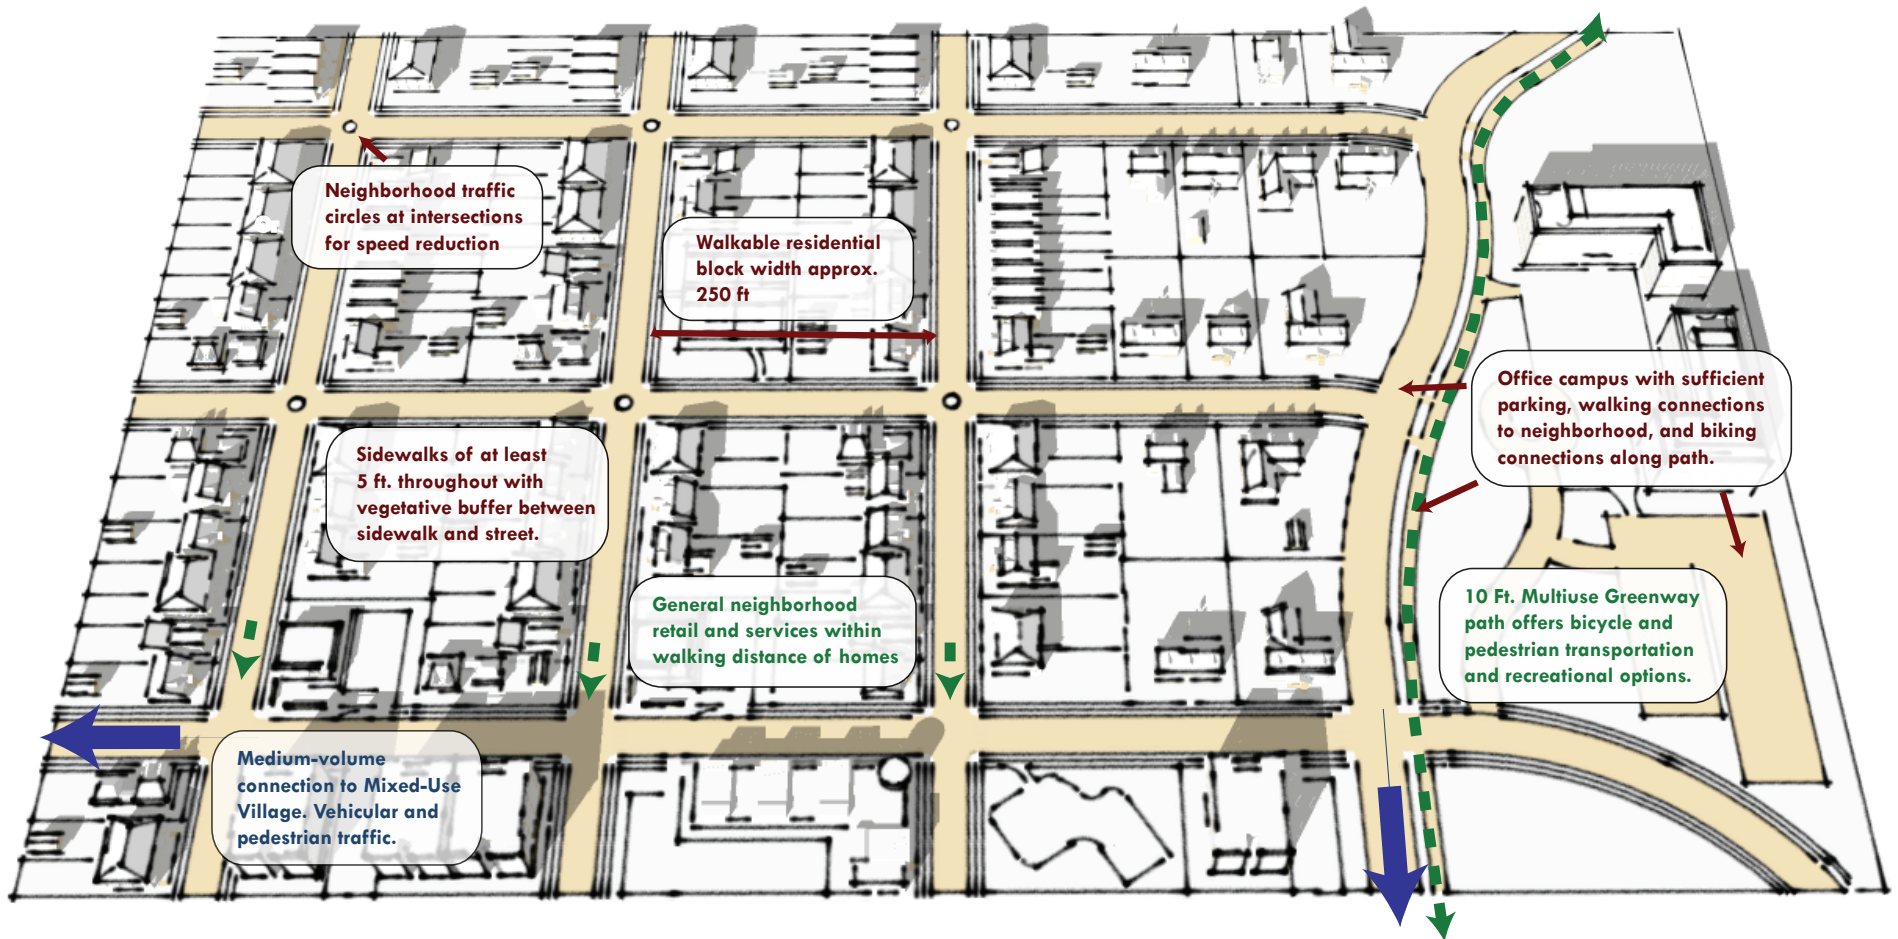 Neighborhood traffic
circles at intersections
for speed reduction
Walkable residential
block width approx.
250 ft
Office campus with sufficient
parking, walking connections
to neighborhood, and biking
connections along path.
Sidewalks of at least
5 ft. throughout with
vegetative buffer between
sidewalk and street.
General neighborhood
retail and services within
walking distance of homes
10 Ft. Multiuse Greenway
path offers bicycle and
pedestrian transportation
and recreational options.
Medium-volume
connection to Mixed-Use
Village. Vehicular and
pedestrian traffic.